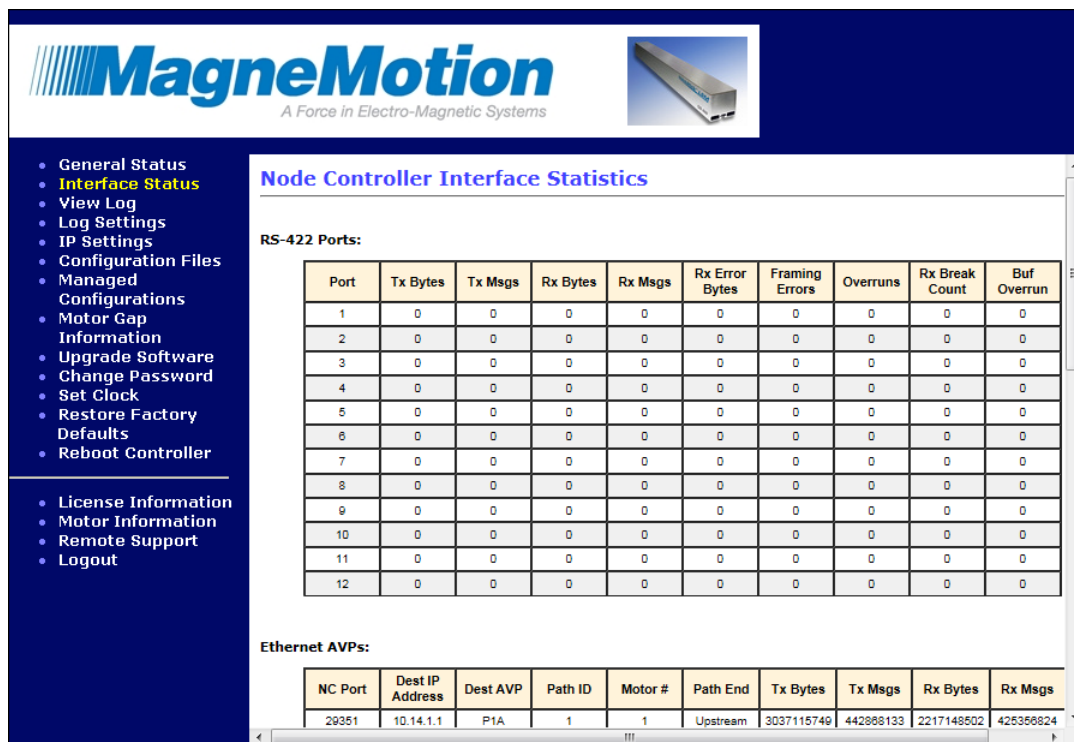 MagneMotion
A Force in Electro-Magnetic Systems
General Status
Interface Status
View Log
Log Settings
IP Settings
Configuration Files
Managed
Configurations
Motor Gap
Information
Upgrade Software
Change Password
Set Clock
Restore Factory
Defaults
Reboot Controller
License Information
Motor Information
Remote Support
Logout
Node Controller Interface Statistics
RS-422 Ports:
Port Tx Bytes Tx Msgs Rx Bytes Rx Msgs Rx Error Bytes Framing Errors Overruns Rx Break Count Buf Overrun
1 0 0 0 0 0 0 0 0 0
2 0 0 0 0 0 0 0 0 0
3 0 0 0 0 0 0 0 0 0
4 0 0 0 0 0 0 0 0 0
5 0 0 0 0 0 0 0 0 0
6 0 0 0 0 0 0 0 0 0
7 0 0 0 0 0 0 0 0 0
8 0 0 0 0 0 0 0 0 0
9 0 0 0 0 0 0 0 0 0
10 0 0 0 0 0 0 0 0 0
11 0 0 0 0 0 0 0 0 0
12 0 0 0 0 0 0 0 0 0
Ethernet AVPs:
NC Port Dest IP Address Dest AVP Path ID Motor # Path End Tx Bytes Tx Msgs Rx Bytes Rx Msgs
29351 10.14.1.1 P1A 1 1 Upstream 3037115749 442868133 2217148502 425356824